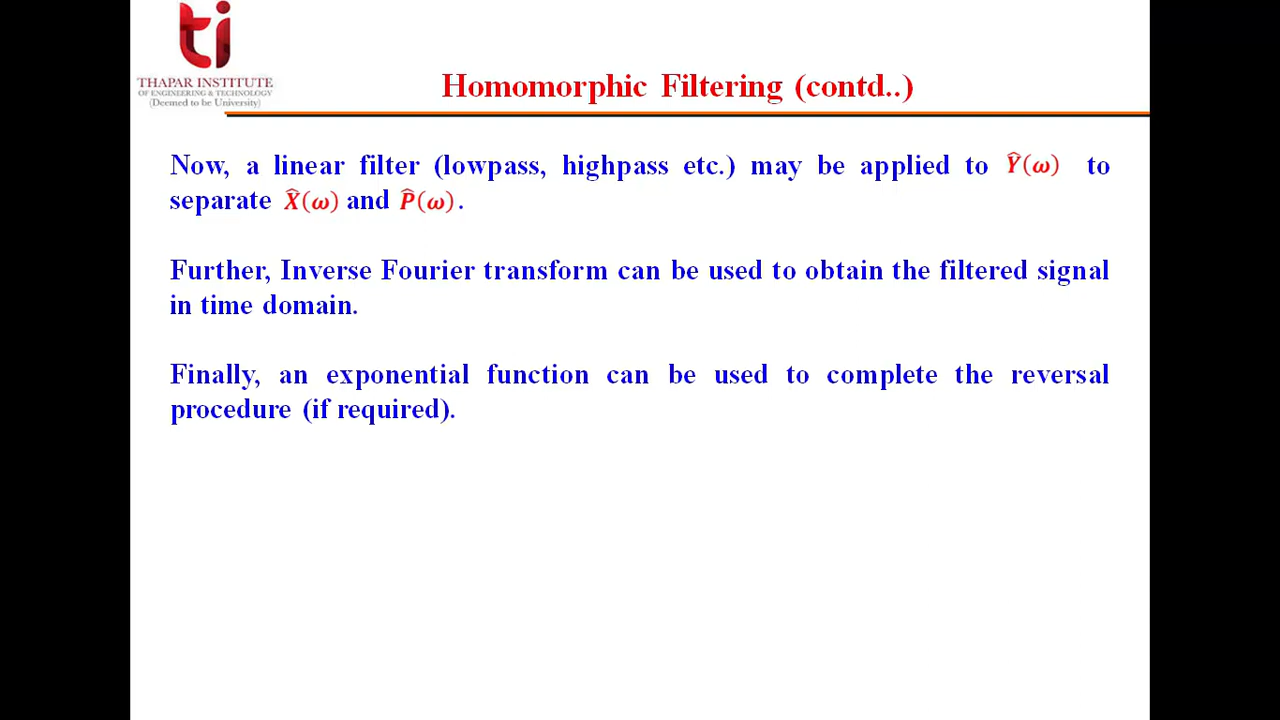 ti
THAPAR INSTITUTE
OF ENGINEERING & TECHNOLOGY
(Deemed to be University)
Homomorphic Filtering (contd..)
Now, a linear filter (lowpass, highpass etc.) may be applied to Ŷ(ω) to
separate X̂(ω) and P̂(ω).
Further, Inverse Fourier transform can be used to obtain the filtered signal
in time domain.
Finally, an exponential function can be used to complete the reversal
procedure (if required).